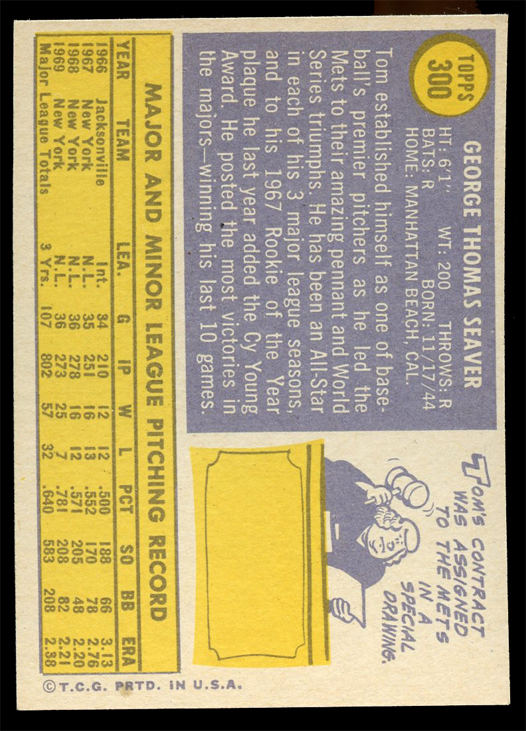 TOPPS
300
GEORGE THOMAS SEAVER
HT: 6'1" WT: 200 THROWS: R
BATS: R BORN: 11/17/44
HOME: MANHATTAN BEACH, CAL.
Tom established himself as one of base-
ball's premier pitchers as he led the
Mets to their amazing pennant and World
Series triumphs. He has been an All-Star
in each of his 3 major league seasons,
and to his 1967 Rookie of the Year
plaque he last year added the Cy Young
Award. He posted the most victories in
the majors—winning his last 10 games.
TOM'S CONTRACT
WAS ASSIGNED
TO THE METS
IN A
SPECIAL
DRAWING.
MAJOR AND MINOR LEAGUE PITCHING RECORD
YEAR TEAM LEA. G IP W L PCT SO BB ERA
1966 Jacksonville Int. 34 210 12 12 .500 188 66 3.13
1967 New York N.L. 35 251 16 13 .552 170 78 2.76
1968 New York N.L. 36 278 16 12 .571 205 48 2.20
1969 New York N.L. 36 273 25 7 .781 208 82 2.21
Major League Totals 3 Yrs. 107 802 57 32 .640 583 208 2.38
©T.C.G. PRTD. IN U.S.A.